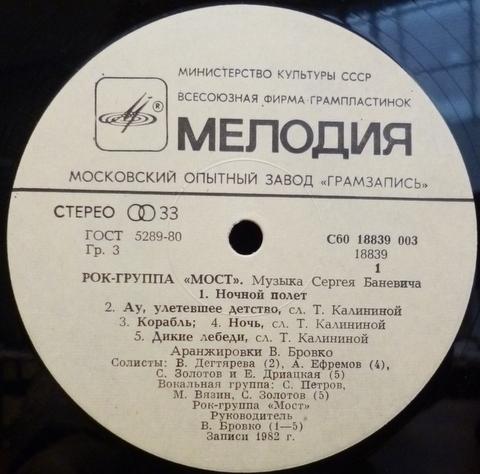 МИНИСТЕРСТВО КУЛЬТУРЫ СССР
ВСЕСОЮЗНАЯ ФИРМА·ГРАМПЛАСТИНОК
®
МЕЛОДИЯ
МОСКОВСКИЙ ОПЫТНЫЙ ЗАВОД «ГРАМЗАПИСЬ»
СТЕРЕО 33
ГОСТ 5289-80
Гр. 3
С60 18839 003
18839
1
РОК-ГРУППА «МОСТ». Музыка Сергея Баневича
1. Ночной полет
2. Ау, улетевшее детство, сл. Т. Калининой
3. Корабль; 4. Ночь, сл. Т. Калининой
5. Дикие лебеди, сл. Т. Калининой
Аранжировки В. Бровко
Солисты: В. Дегтярева (2), А. Ефремов (4),
С. Золотов и Е. Дриацкая (5)
Вокальная группа: С. Петров,
М. Вязин, С. Золотов (5)
Рок-группа «Мост»
Руководитель
В. Бровко (1—5)
Записи 1982 г.